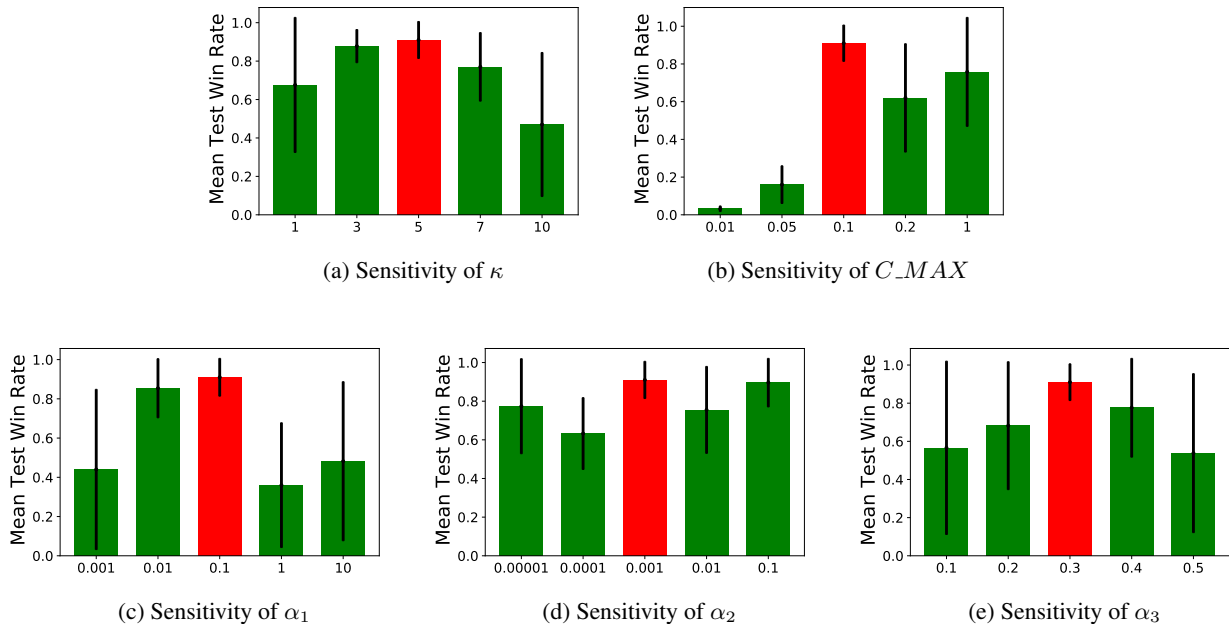 Mean Test Win Rate
1.0
0.8
0.6
0.4
0.2
0.0
1 3 5 7 10
(a) Sensitivity of κ
Mean Test Win Rate
1.0
0.8
0.6
0.4
0.2
0.0
0.01 0.05 0.1 0.2 1
(b) Sensitivity of C_MAX
Mean Test Win Rate
1.0
0.8
0.6
0.4
0.2
0.0
0.001 0.01 0.1 1 10
(c) Sensitivity of α₁
Mean Test Win Rate
1.0
0.8
0.6
0.4
0.2
0.0
0.00001 0.0001 0.001 0.01 0.1
(d) Sensitivity of α₂
Mean Test Win Rate
1.0
0.8
0.6
0.4
0.2
0.0
0.1 0.2 0.3 0.4 0.5
(e) Sensitivity of α₃